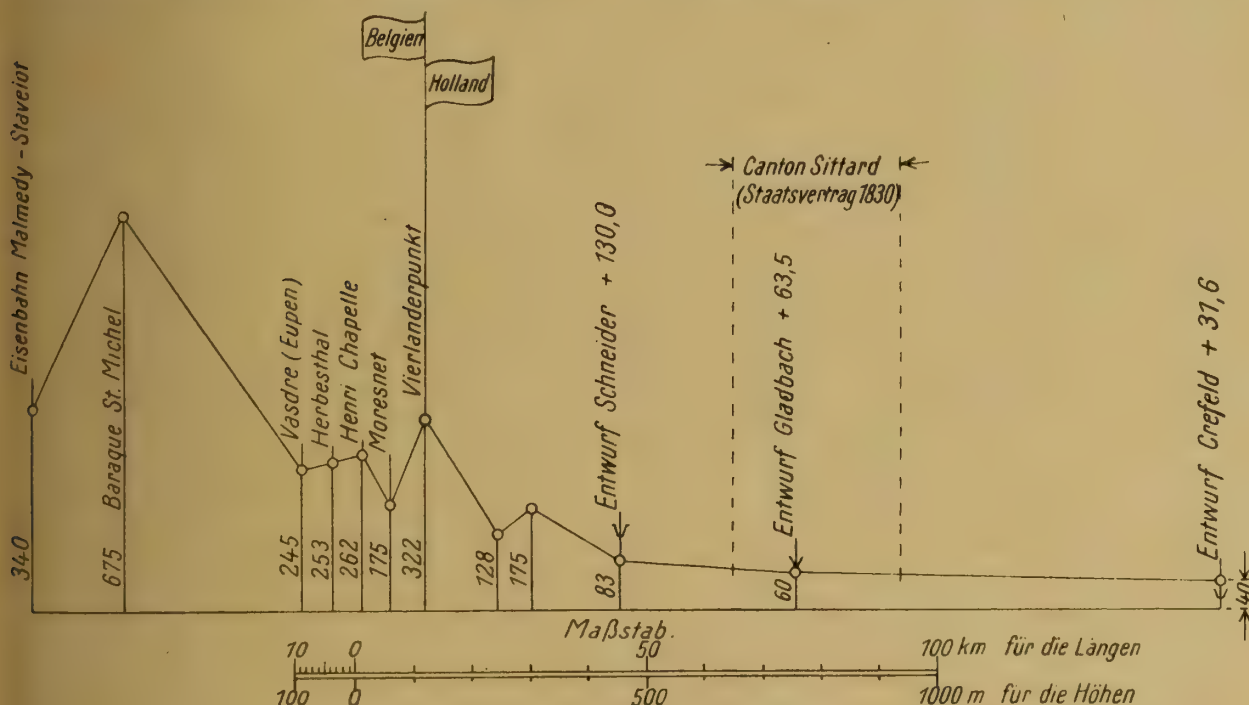 Belgien
Holland
Canton Sittard
(Staatsvertrag 1830)
Eisenbahn Malmedy - Staveiot
Baraque St. Michel
Vasdre (Eupen)
Herbesthal
Henri Chapelle
Moresnet
Vierlanderpunkt
Entwurf Schneider + 130,0
Entwurf Gladbach + 63,5
Entwurf Crefeld + 31,6
340
675
245
253
262
175
322
128
175
83
60
40
Maßstab.
10 0 50 100 km für die Längen
100 0 500 1000 m für die Höhen